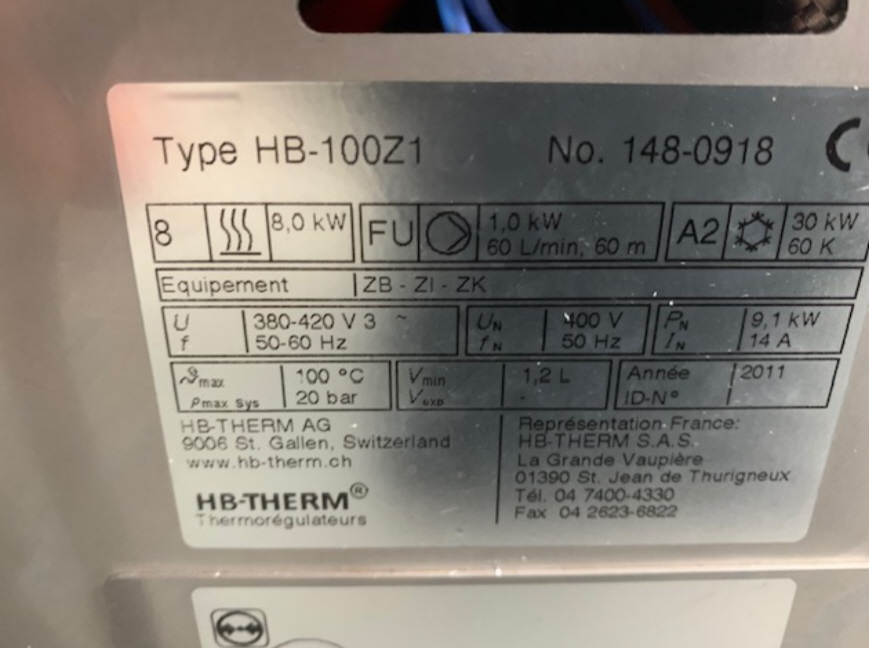 Type HB-100Z1 No. 148-0918 CE
8 8,0 kW FU 1,0 kW 60 L/min, 60 m A2 30 kW 60 K
Equipement ZB - ZI - ZK
U 380-420 V 3 ~ UN 400 V PN 9,1 kW
f 50-60 Hz fN 50 Hz IN 14 A
ϑmax 100 °C Vmin 1,2 L Année 2011
pmax sys 20 bar Vexp - ID-N°
HB-THERM AG
9006 St. Gallen, Switzerland
www.hb-therm.ch
HB-THERM®
Thermorégulateurs
Représentation France:
HB-THERM S.A.S.
La Grande Vaupière
01390 St. Jean de Thurigneux
Tél. 04 7400-4330
Fax 04 2623-6822